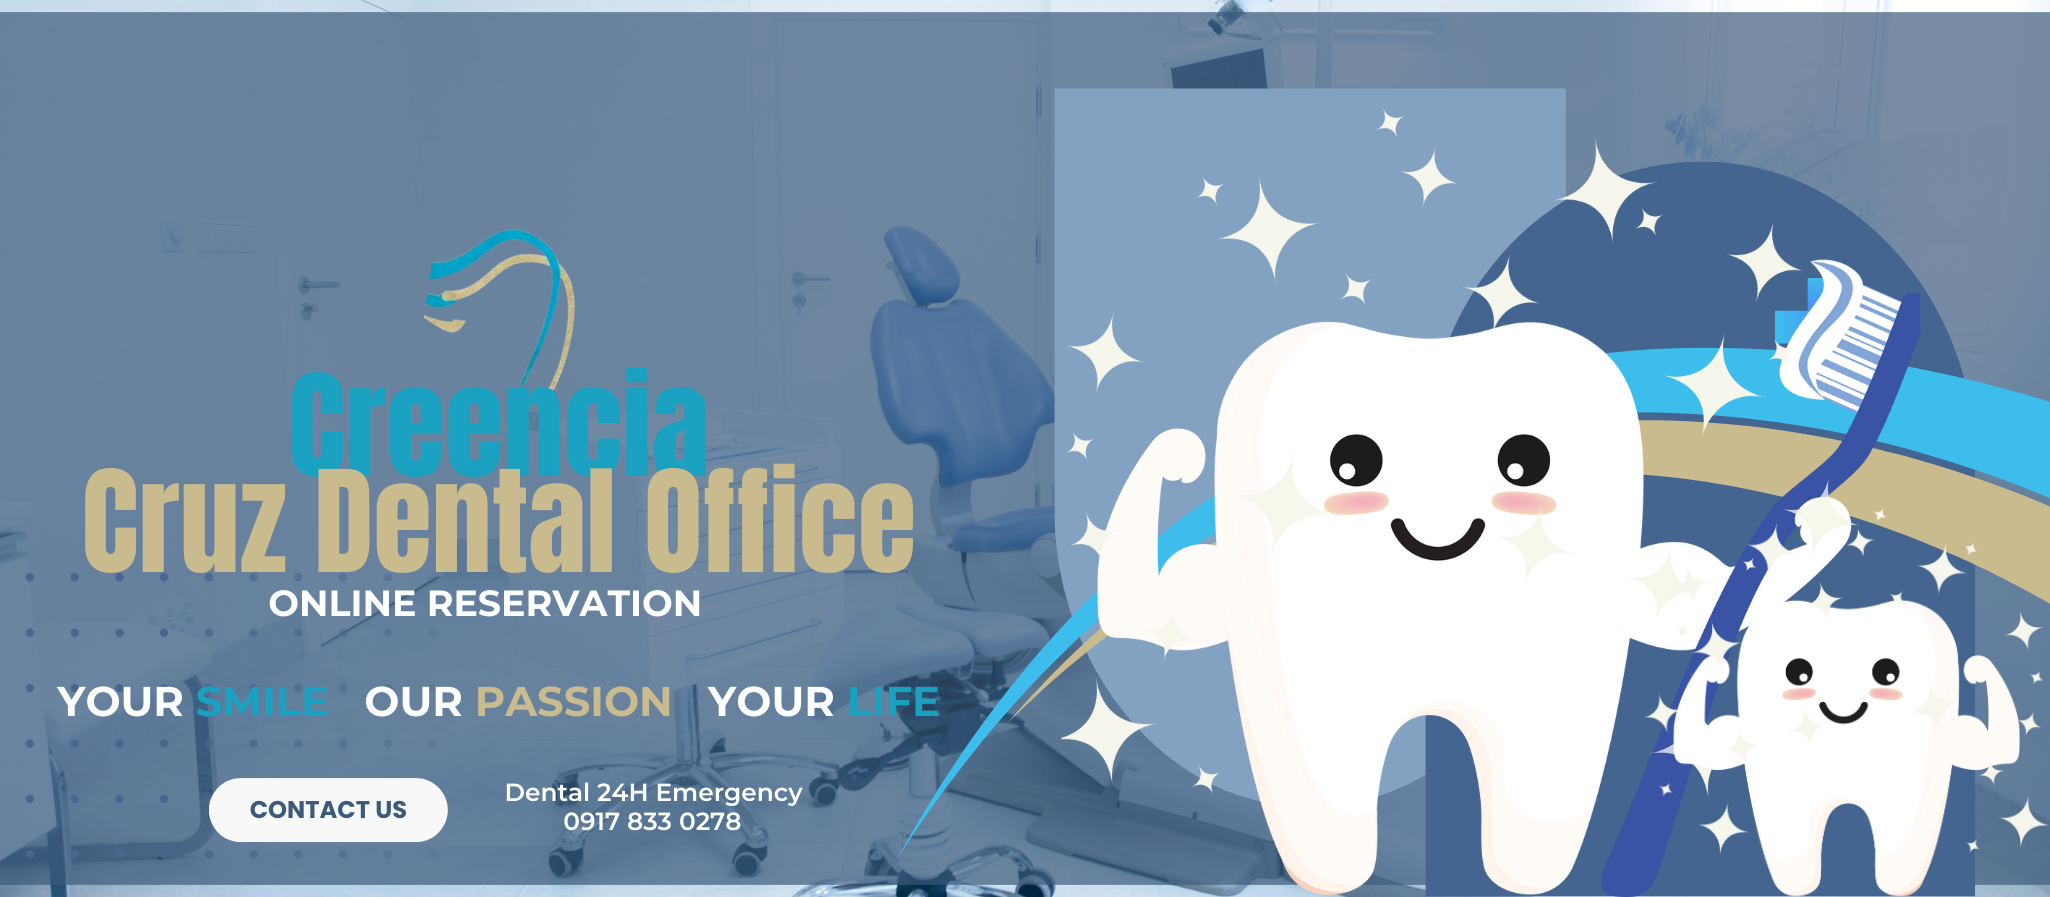 Creencia
Cruz Dental Office
ONLINE RESERVATION
YOUR SMILE OUR PASSION YOUR LIFE
CONTACT US
Dental 24H Emergency
0917 833 0278